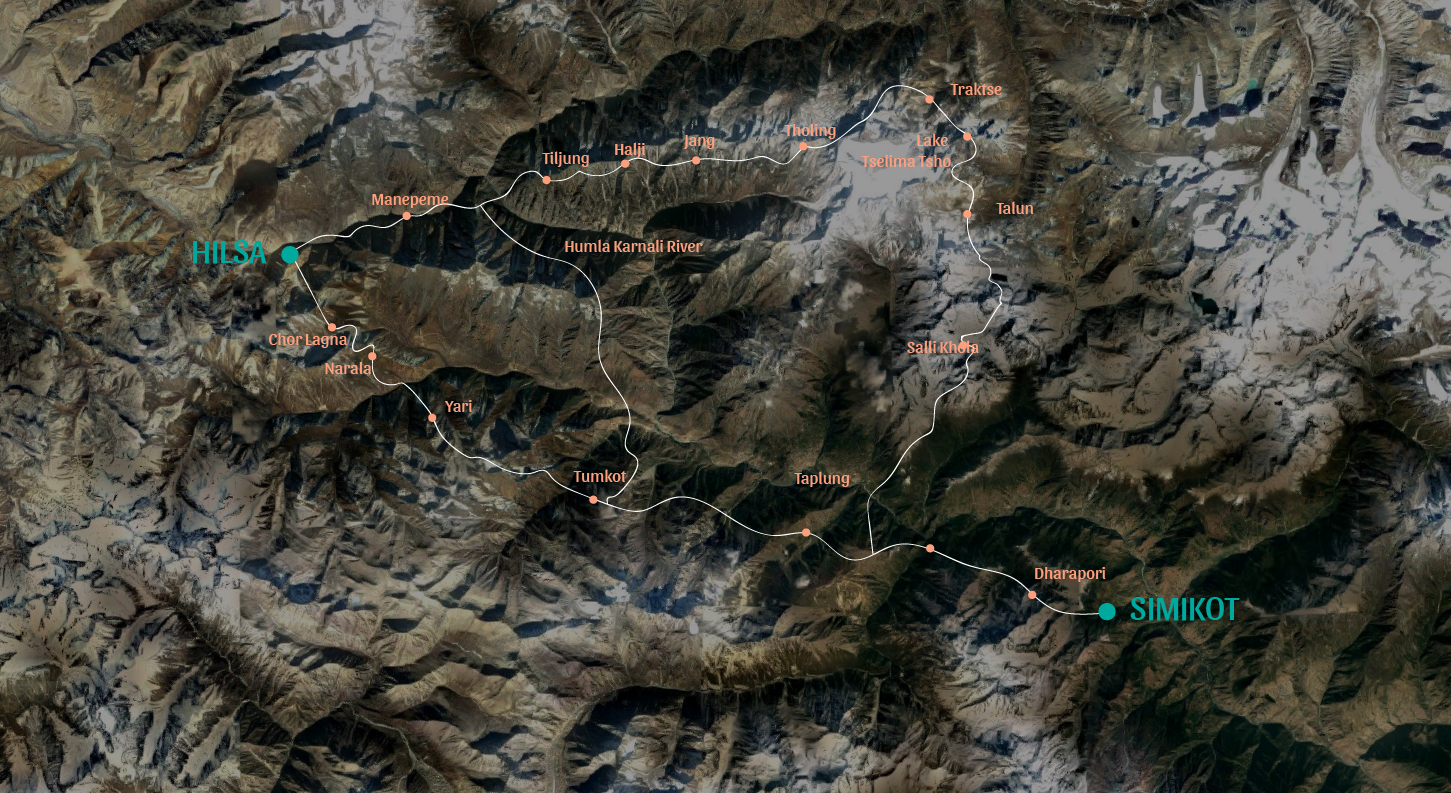 Traktse
Tholing
Lake
Tselima Tsho
Jang
Halji
Tiljung
Manepeme
Talun
HILSA
Humla Karnali River
Chor Lagna
Salli Khola
Narala
Yari
Tumkot
Taplung
Dharapori
SIMIKOT